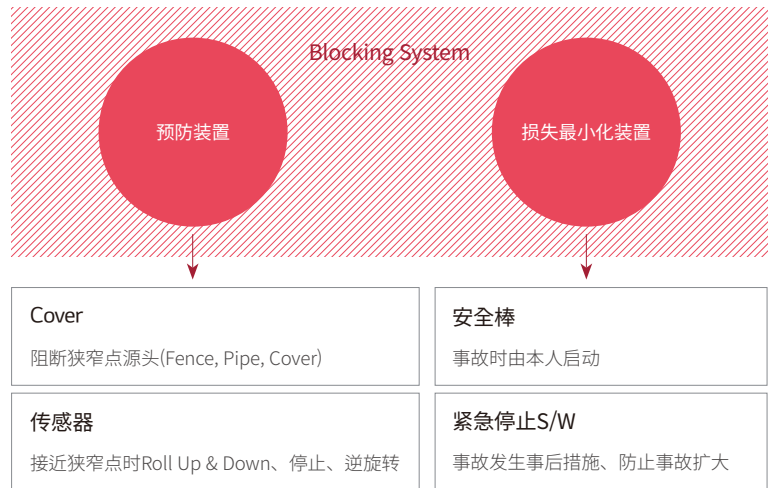 Blocking System
预防装置
损失最小化装置
Cover
阻断狭窄点源头(Fence, Pipe, Cover)
安全棒
事故时由本人启动
传感器
接近狭窄点时Roll Up & Down、停止、逆旋转
紧急停止S/W
事故发生事后措施、防止事故扩大